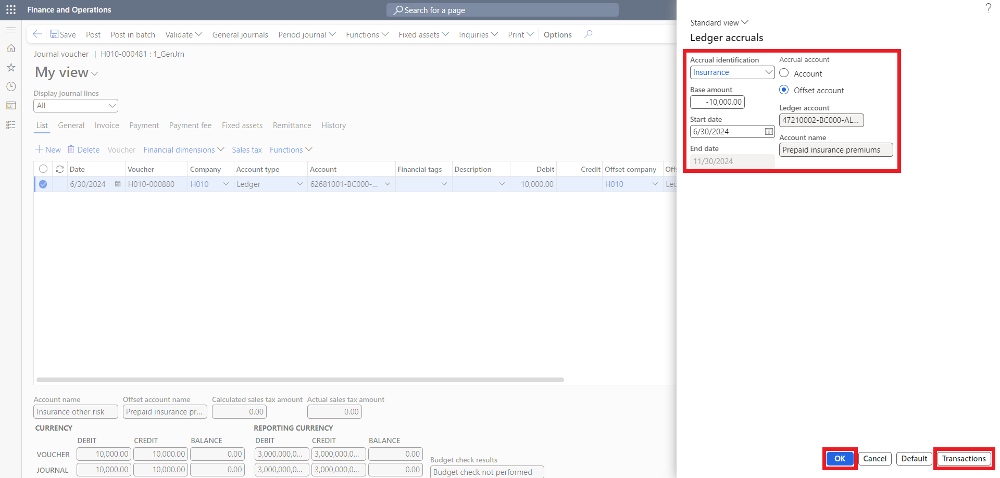 Finance and Operations
Search for a page
?
Save Post Post in batch Validate General journals Period journal Functions Fixed assets Inquiries Print Options
Journal voucher | H010-000481 : 1_GenJrn
My view
Display journal lines
All
List General Invoice Payment Payment fee Fixed assets Remittance History
New Delete Voucher Financial dimensions Sales tax Functions
Date Voucher Company Account type Account Financial tags Description Debit Credit Offset company Off
6/30/2024 H010-000880 H010 Ledger 62681001-BC000-... 10,000.00 H010 Led
Account name Offset account name Calculated sales tax amount Actual sales tax amount
Insurance other risk Prepaid insurance pr... 0.00 0.00
CURRENCY REPORTING CURRENCY
DEBIT CREDIT BALANCE DEBIT CREDIT BALANCE
VOUCHER 10,000.00 10,000.00 0.00 3,000,000,0... 3,000,000,0... 0.00
JOURNAL 10,000.00 10,000.00 0.00 3,000,000,0... 3,000,000,0... 0.00
Budget check results
Budget check not performed
Standard view
Ledger accruals
Accrual identification
Insurrance
Base amount
-10,000.00
Start date
6/30/2024
End date
11/30/2024
Accrual account
Account
Offset account
Ledger account
47210002-BC000-AL...
Account name
Prepaid insurance premiums
OK Cancel Default Transactions